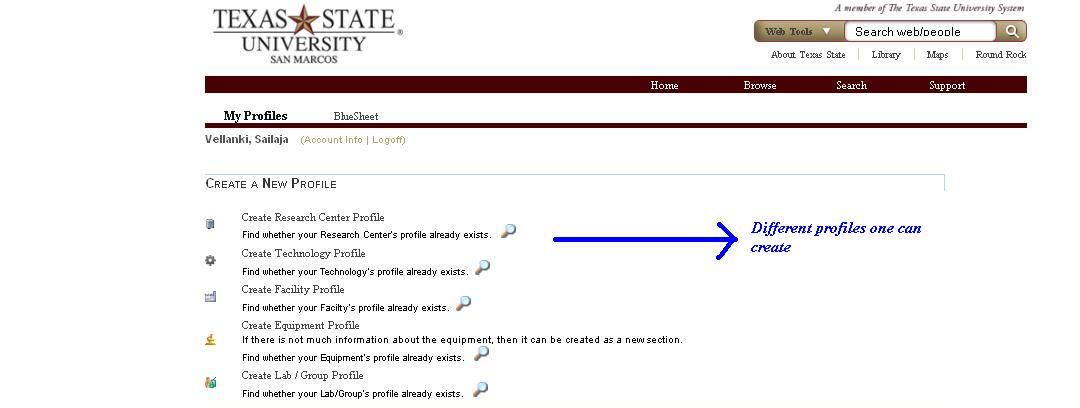 A member of The Texas State University System
TEXAS STATE
UNIVERSITY
SAN MARCOS
®
Web Tools
Search web/people
About Texas State | Library | Maps | Round Rock
Home Browse Search Support
My Profiles BlueSheet
Vellanki, Sailaja (Account Info | Logoff)
CREATE A NEW PROFILE
Create Research Center Profile
Find whether your Research Center's profile already exists.
Different profiles one can
create
Create Technology Profile
Find whether your Technology's profile already exists.
Create Facility Profile
Find whether your Facilty's profile already exists.
Create Equipment Profile
If there is not much information about the equipment, then it can be created as a new section.
Find whether your Equipment's profile already exists.
Create Lab / Group Profile
Find whether your Lab/Group's profile already exists.